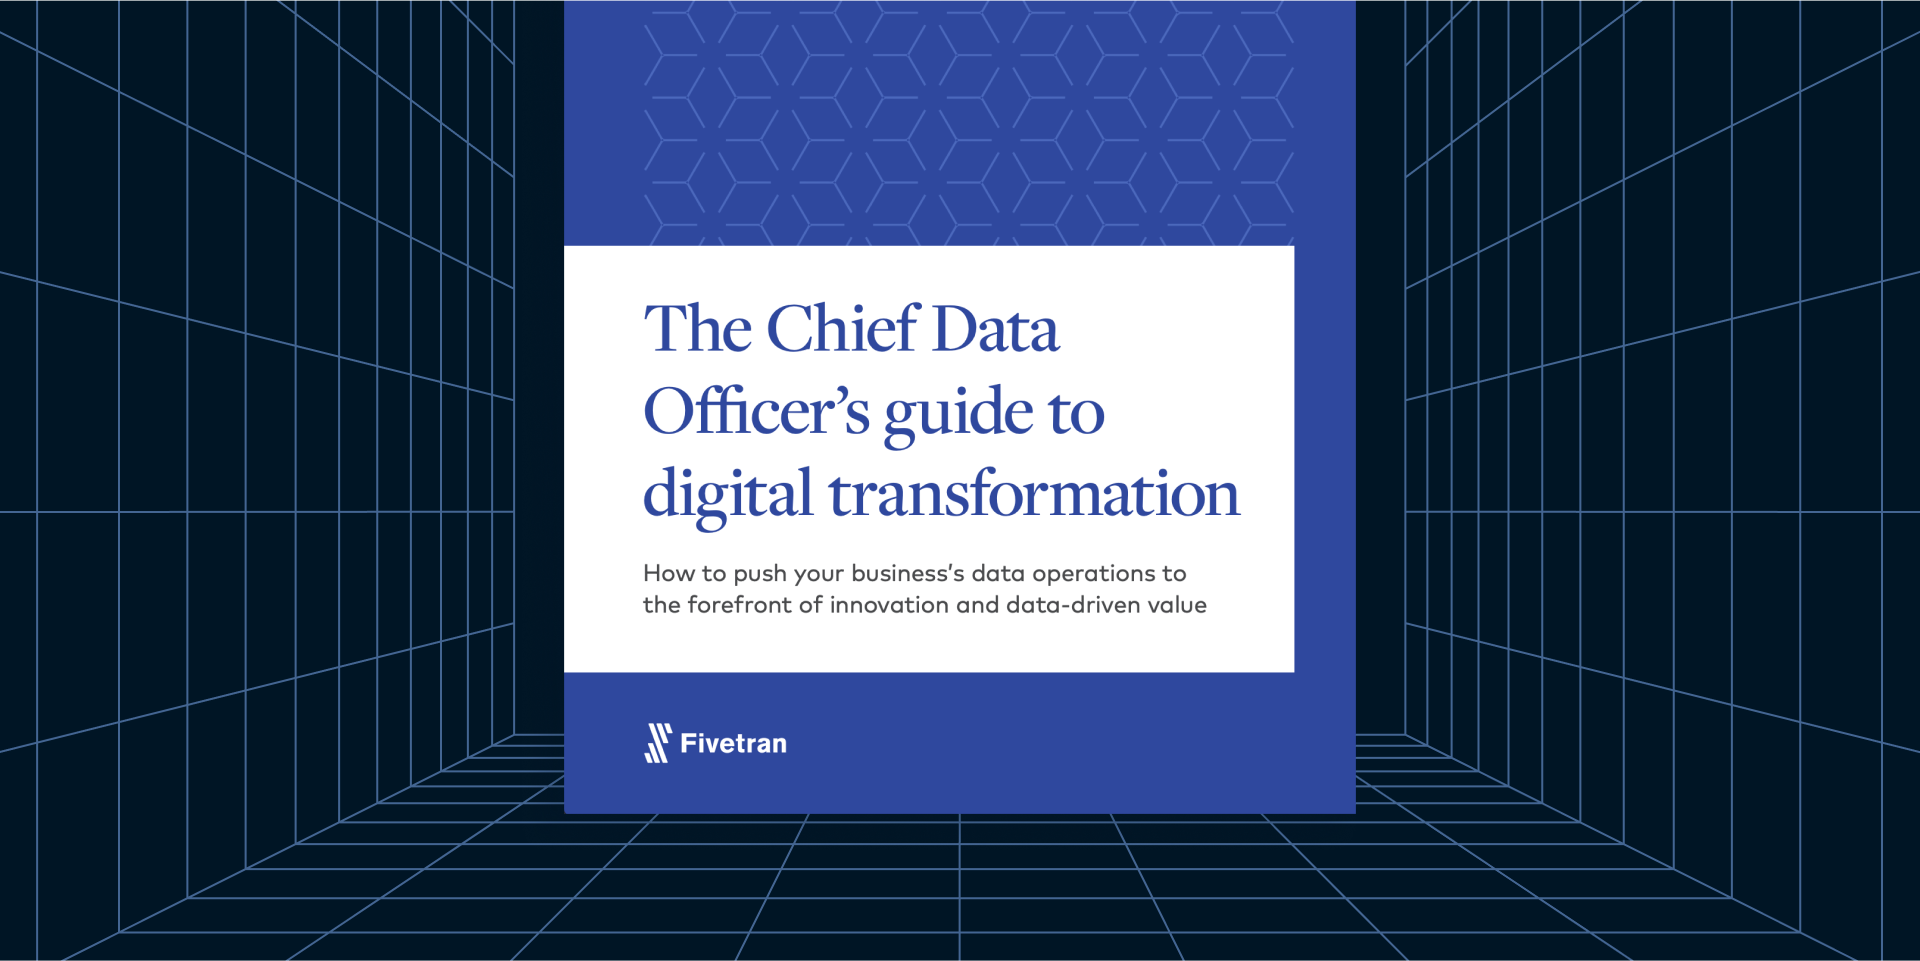 The Chief Data
Officer’s guide to
digital transformation
How to push your business’s data operations to
the forefront of innovation and data-driven value
Fivetran